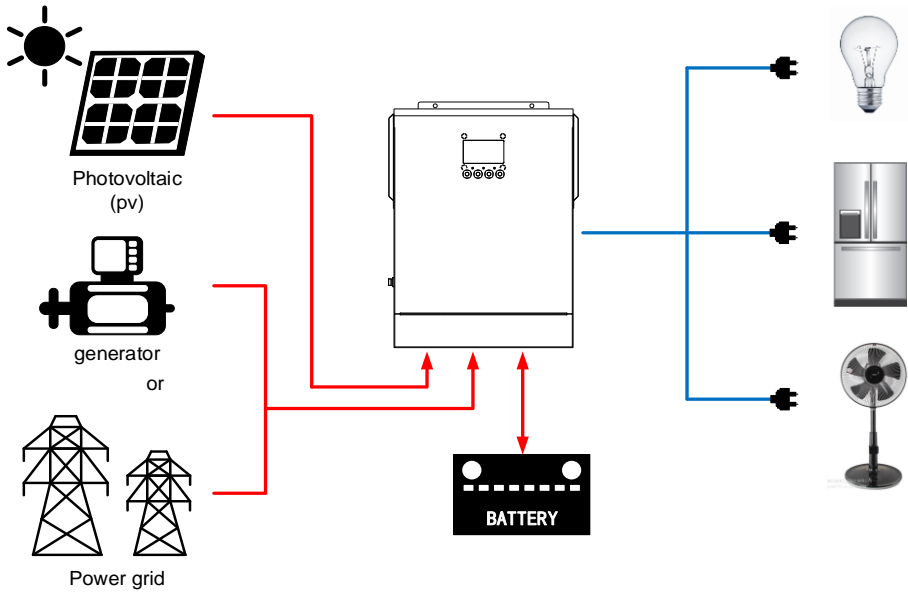 Photovoltaic
(pv)
generator
or
Power grid
BATTERY